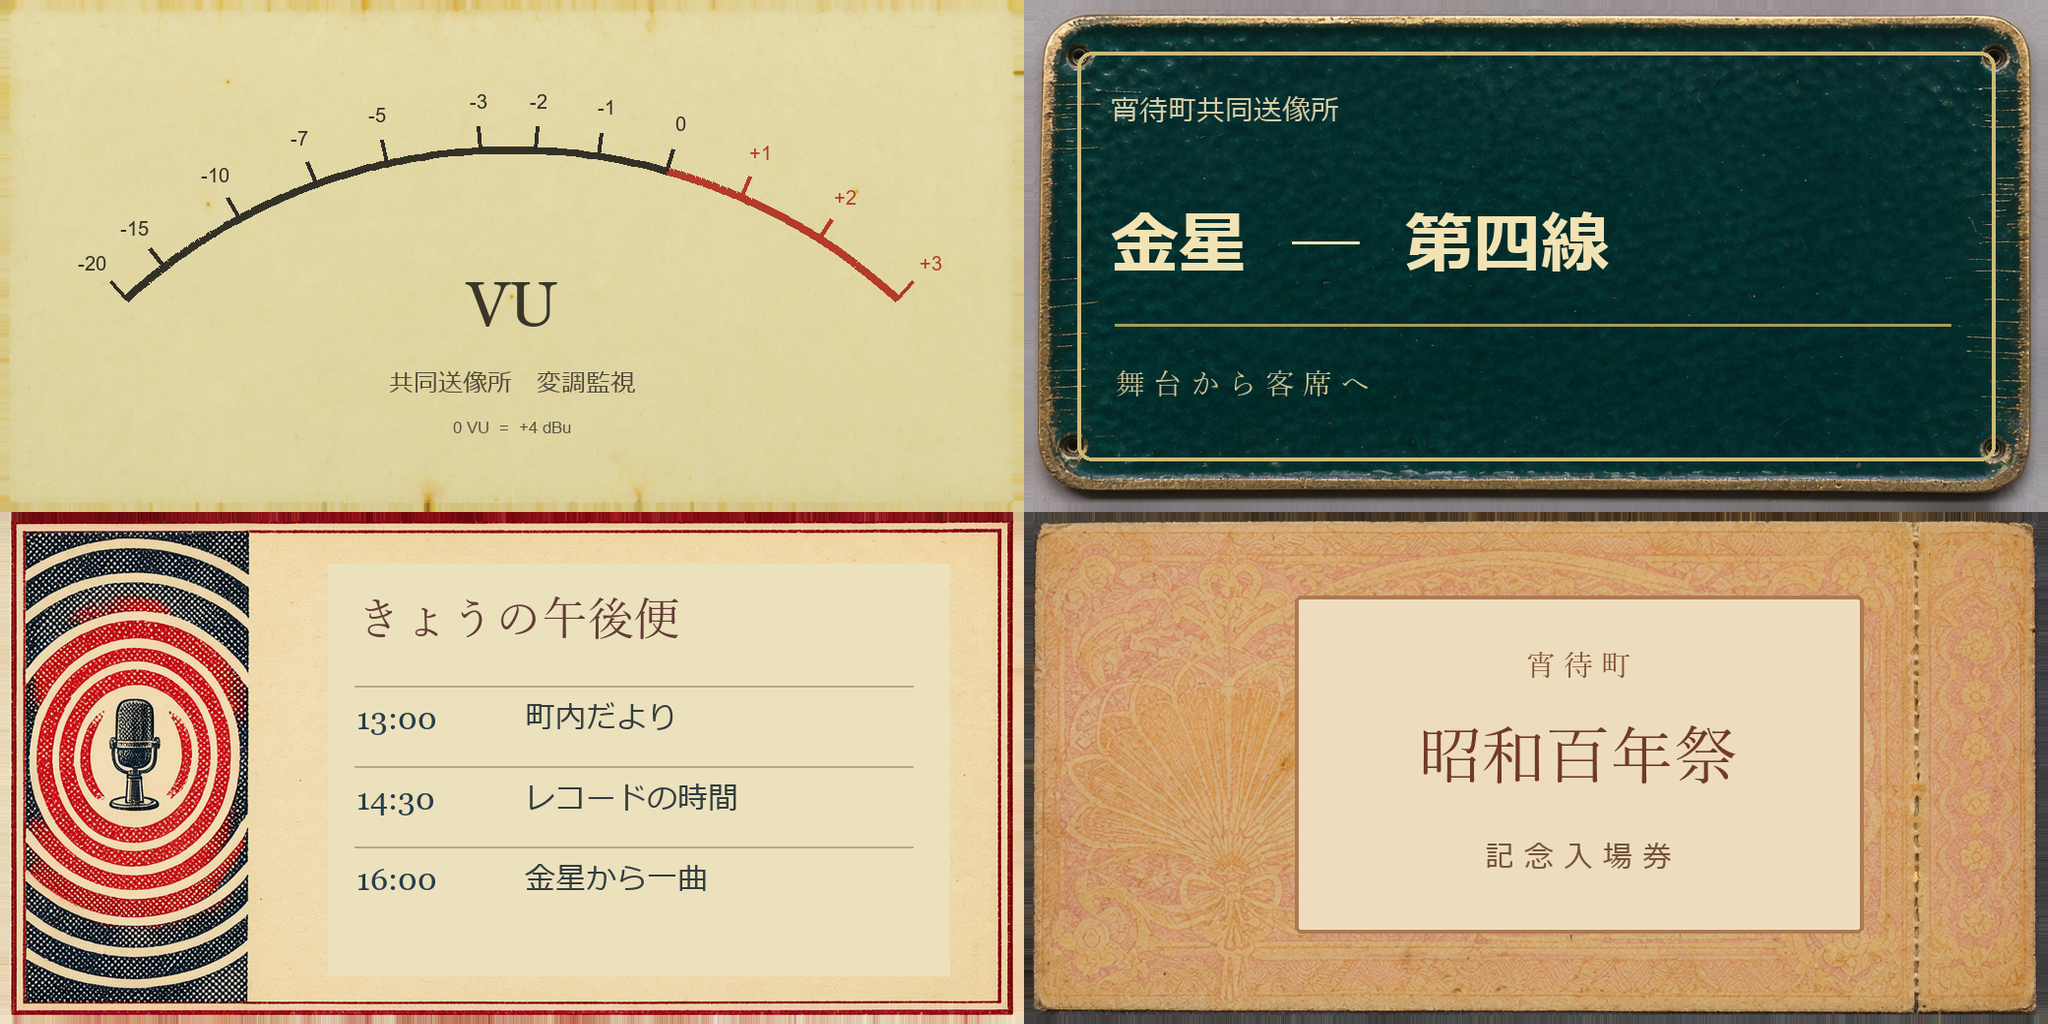 -20 -15 -10 -7 -5 -3 -2 -1 0 +1 +2 +3
VU
共同送像所 変調監視
0 VU = +4 dBu
宵待町共同送像所
金星 — 第四線
舞台から客席へ
きょうの午後便
13:00 町内だより
14:30 レコードの時間
16:00 金星から一曲
宵待町
昭和百年祭
記念入場券